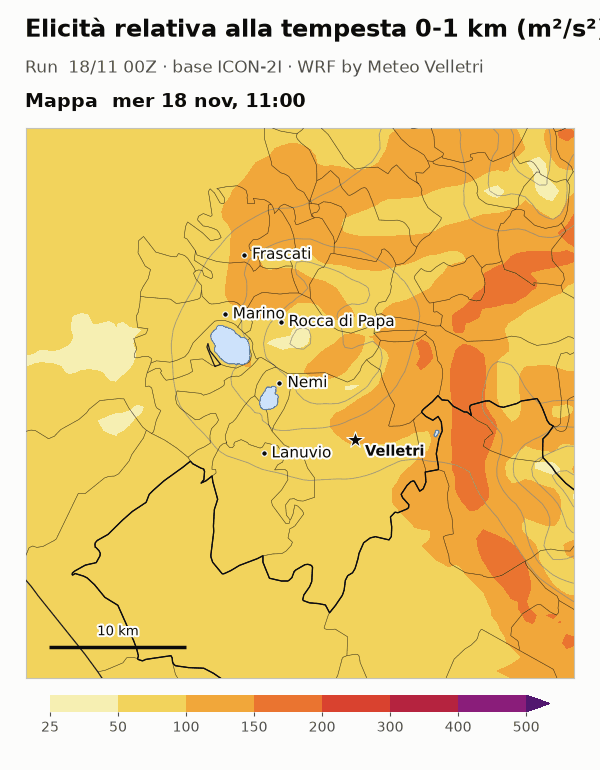 Elicità relativa alla tempesta 0-1 km (m²/s²)
Run  18/11 00Z · base ICON-2I · WRF by Meteo Velletri
Mappa  mer 18 nov, 11:00
Frascati
Marino
Rocca di Papa
Nemi
Velletri
Lanuvio
10 km
25 50 100 150 200 300 400 500